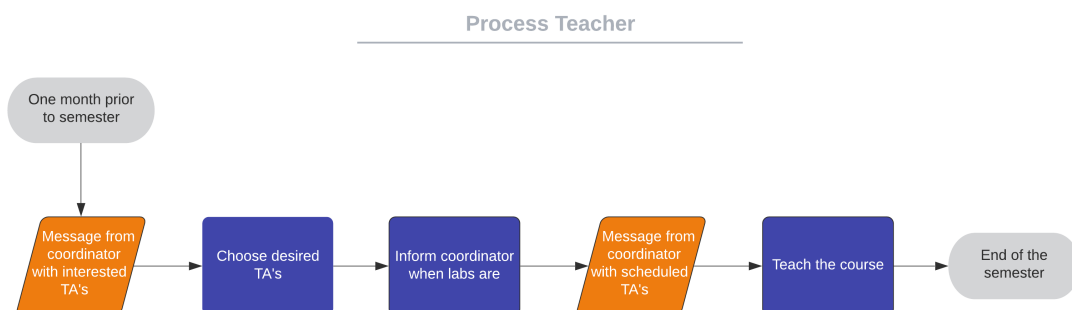 Process Teacher
One month prior
to semester
Message from
coordinator
with interested
TA's
Choose desired
TA's
Inform coordinator
when labs are
Message from
coordinator
with scheduled
TA's
Teach the course
End of the
semester